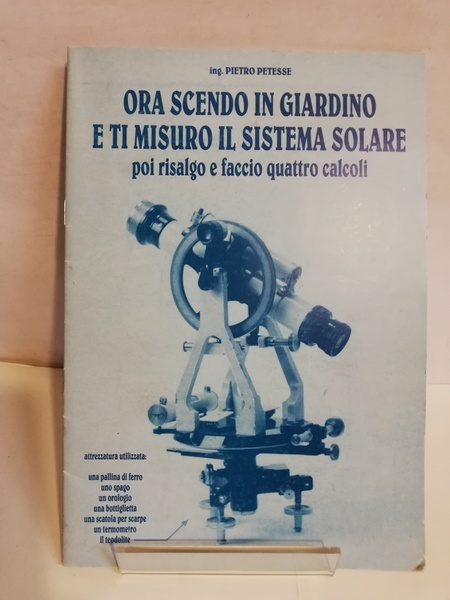 ing. PIETRO PETESSE
ORA SCENDO IN GIARDINO
E TI MISURO IL SISTEMA SOLARE
poi risalgo e faccio quattro calcoli
attrezzatura utilizzata:
una pallina di ferro
uno spago
un orologio
una bottiglietta
una scatola per scarpe
un termometro
il teodolite